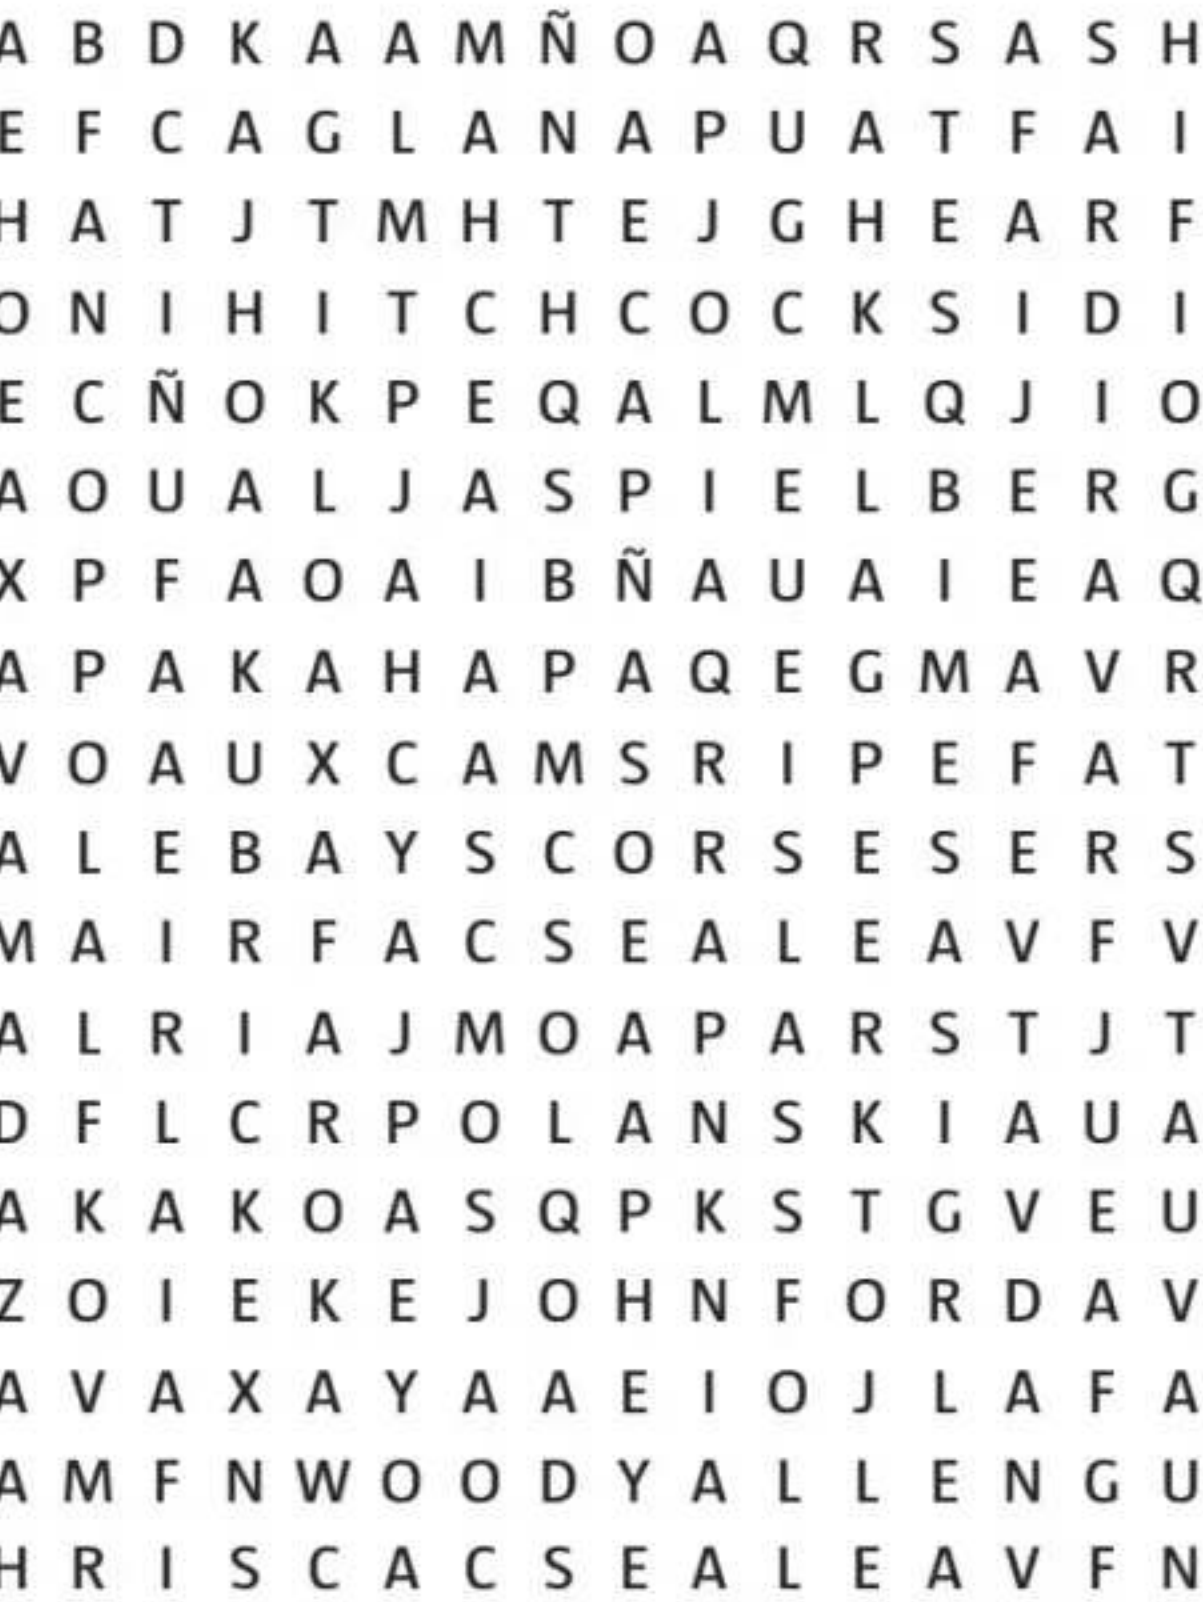 A B D K A A M Ñ O A Q R S A S H
E F C A G L A N A P U A T F A I
H A T J T M H T E J G H E A R F
O N I H I T C H C O C K S I D I
E C Ñ O K P E Q A L M L Q J I O
A O U A L J A S P I E L B E R G
X P F A O A I B Ñ A U A I E A Q
A P A K A H A P A Q E G M A V R
V O A U X C A M S R I P E F A T
A L E B A Y S C O R S E S E R S
M A I R F A C S E A L E A V F V
A L R I A J M O A P A R S T J T
D F L C R P O L A N S K I A U A
A K A K O A S Q P K S T G V E U
Z O I E K E J O H N F O R D A V
A V A X A Y A A E I O J L A F A
A M F N W O O D Y A L L E N G U
H R I S C A C S E A L E A V F N